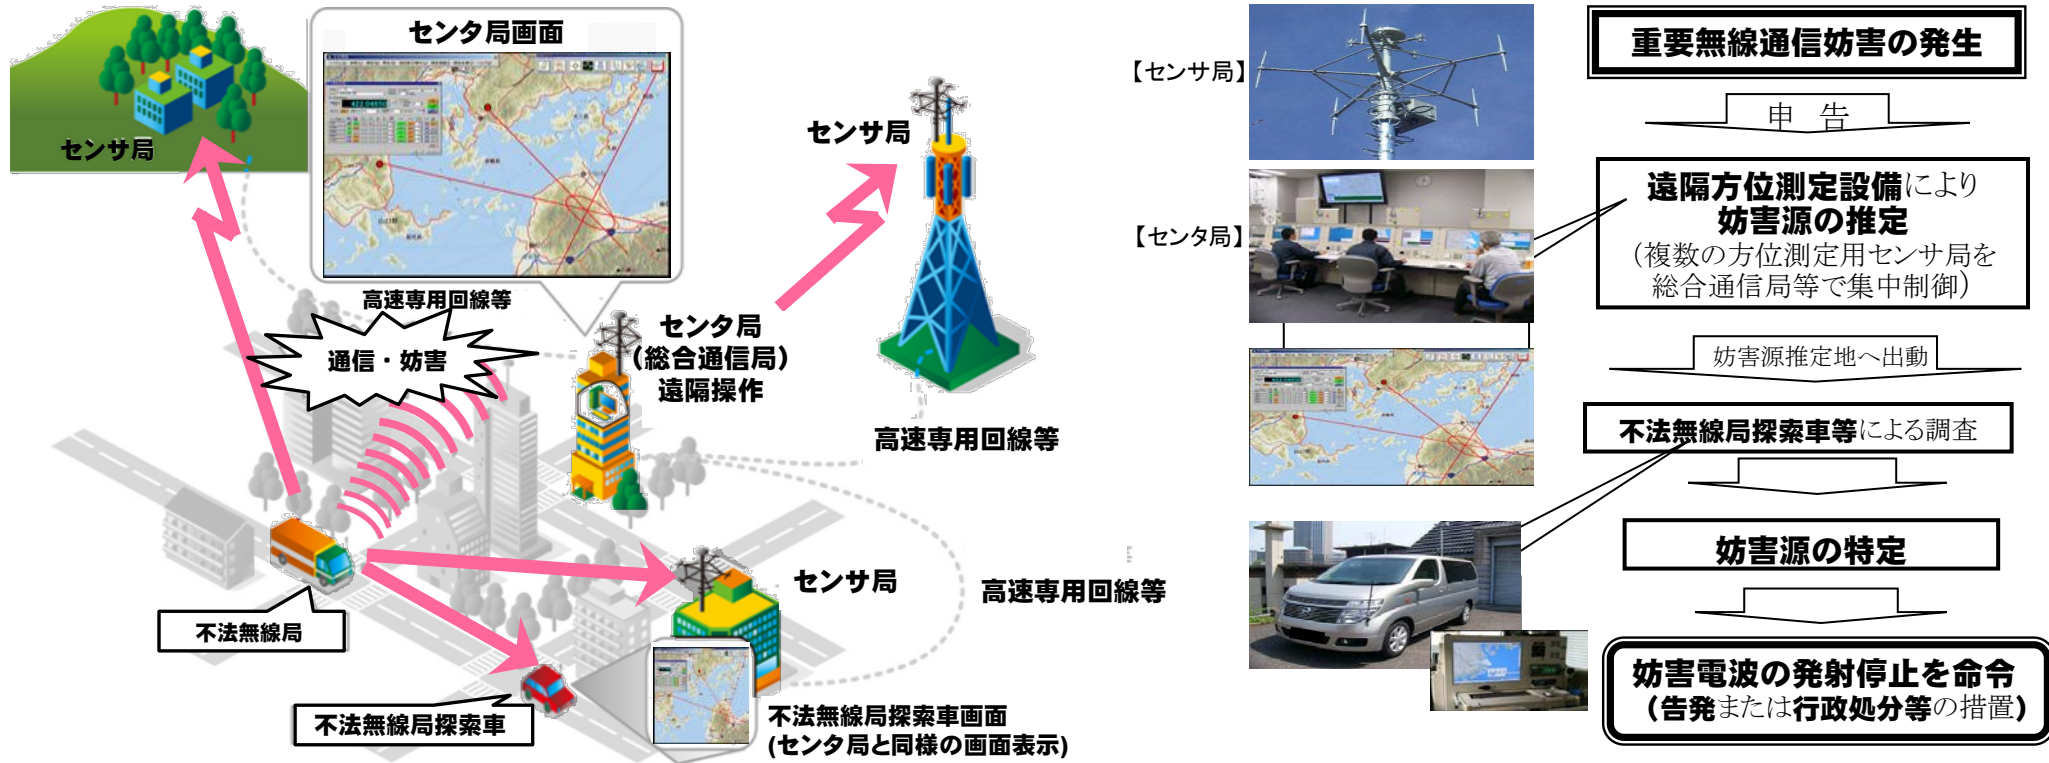 センタ局画面
422.04850
センサ局
センサ局
高速専用回線等
通信・妨害
センタ局
（総合通信局）
遠隔操作
高速専用回線等
センサ局
高速専用回線等
不法無線局
不法無線局探索車
不法無線局探索車画面
(センタ局と同様の画面表示)
【センサ局】
【センタ局】
重要無線通信妨害の発生
申　告
遠隔方位測定設備により
妨害源の推定
（複数の方位測定用センサ局を
総合通信局等で集中制御）
妨害源推定地へ出動
不法無線局探索車等による調査
妨害源の特定
妨害電波の発射停止を命令
（告発または行政処分等の措置）